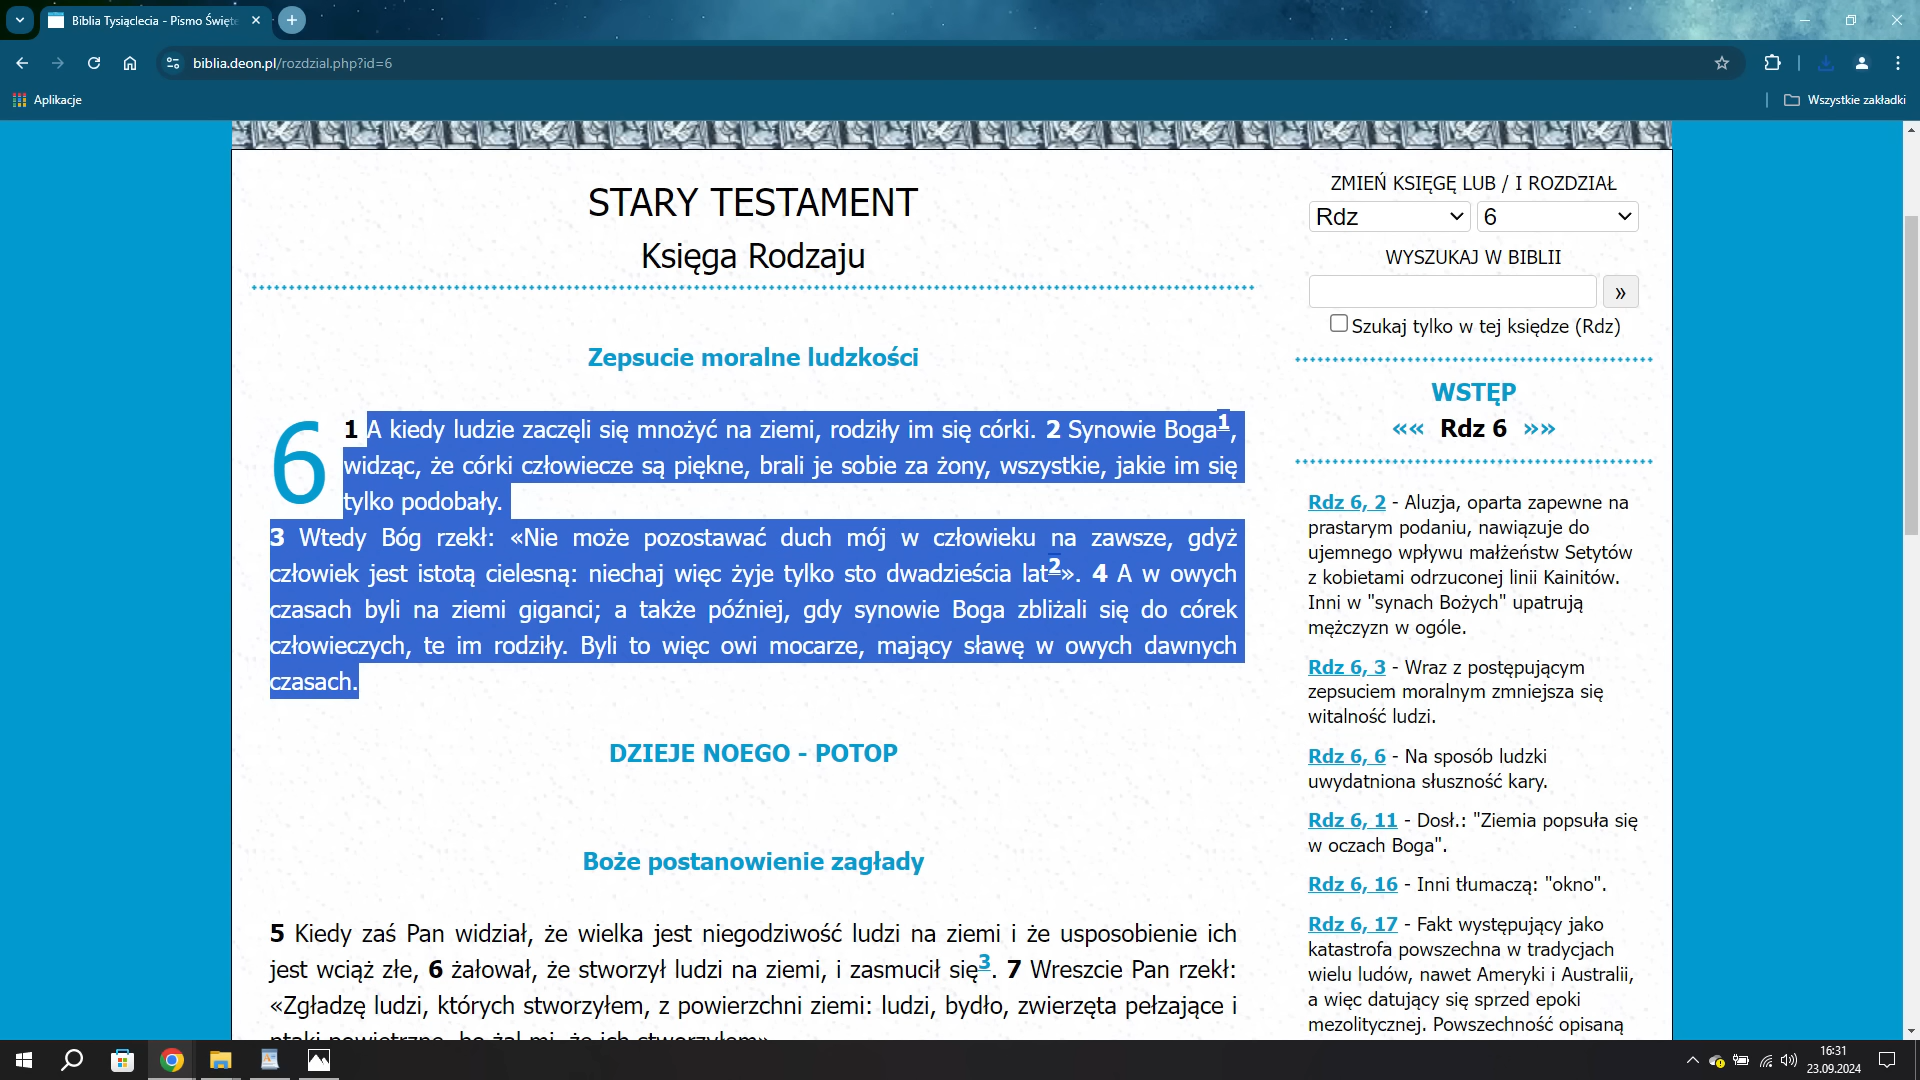 Biblia Tysiąclecia - Pismo Święte
biblia.deon.pl/rozdzial.php?id=6
Aplikacje
Wszystkie zakładki
STARY TESTAMENT
Księga Rodzaju
Zepsucie moralne ludzkości
6
1 A kiedy ludzie zaczęli się mnożyć na ziemi, rodziły im się córki. 2 Synowie Boga1,
widząc, że córki człowiecze są piękne, brali je sobie za żony, wszystkie, jakie im się
tylko podobały.
3 Wtedy Bóg rzekł: «Nie może pozostawać duch mój w człowieku na zawsze, gdyż
człowiek jest istotą cielesną: niechaj więc żyje tylko sto dwadzieścia lat2». 4 A w owych
czasach byli na ziemi giganci; a także później, gdy synowie Boga zbliżali się do córek
człowieczych, te im rodziły. Byli to więc owi mocarze, mający sławę w owych dawnych
czasach.
DZIEJE NOEGO - POTOP
Boże postanowienie zagłady
5 Kiedy zaś Pan widział, że wielka jest niegodziwość ludzi na ziemi i że usposobienie ich
jest wciąż złe, 6 żałował, że stworzył ludzi na ziemi, i zasmucił się3. 7 Wreszcie Pan rzekł:
«Zgładzę ludzi, których stworzyłem, z powierzchni ziemi: ludzi, bydło, zwierzęta pełzające i
ptaki powietrzne, bo żal mi, że ich stworzyłem»
ZMIEŃ KSIĘGĘ LUB / I ROZDZIAŁ
Rdz 6
WYSZUKAJ W BIBLII
»
Szukaj tylko w tej księdze (Rdz)
WSTĘP
«« Rdz 6 »»
Rdz 6, 2 - Aluzja, oparta zapewne na
prastarym podaniu, nawiązuje do
ujemnego wpływu małżeństw Setytów
z kobietami odrzuconej linii Kainitów.
Inni w "synach Bożych" upatrują
mężczyzn w ogóle.
Rdz 6, 3 - Wraz z postępującym
zepsuciem moralnym zmniejsza się
witalność ludzi.
Rdz 6, 6 - Na sposób ludzki
uwydatniona słuszność kary.
Rdz 6, 11 - Dosł.: "Ziemia popsuła się
w oczach Boga".
Rdz 6, 16 - Inni tłumaczą: "okno".
Rdz 6, 17 - Fakt występujący jako
katastrofa powszechna w tradycjach
wielu ludów, nawet Ameryki i Australii,
a więc datujący się sprzed epoki
mezolitycznej. Powszechność opisaną
16:31
23.09.2024